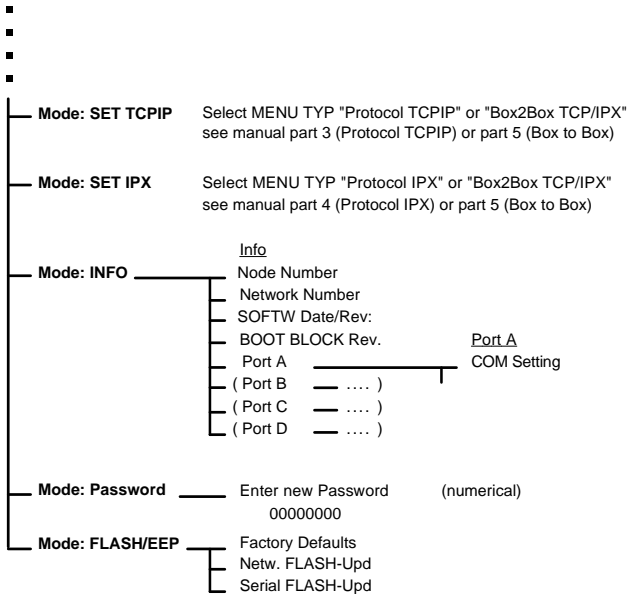 Mode: SET TCPIP Select MENU TYP "Protocol TCPIP" or "Box2Box TCP/IPX"
see manual part 3 (Protocol TCPIP) or part 5 (Box to Box)
Mode: SET IPX Select MENU TYP "Protocol IPX" or "Box2Box TCP/IPX"
see manual part 4 (Protocol IPX) or part 5 (Box to Box)
Info
Mode: INFO Node Number
Network Number
SOFTW Date/Rev:
BOOT BLOCK Rev. Port A
Port A COM Setting
( Port B .... )
( Port C .... )
( Port D .... )
Mode: Password Enter new Password (numerical)
00000000
Mode: FLASH/EEP Factory Defaults
Netw. FLASH-Upd
Serial FLASH-Upd